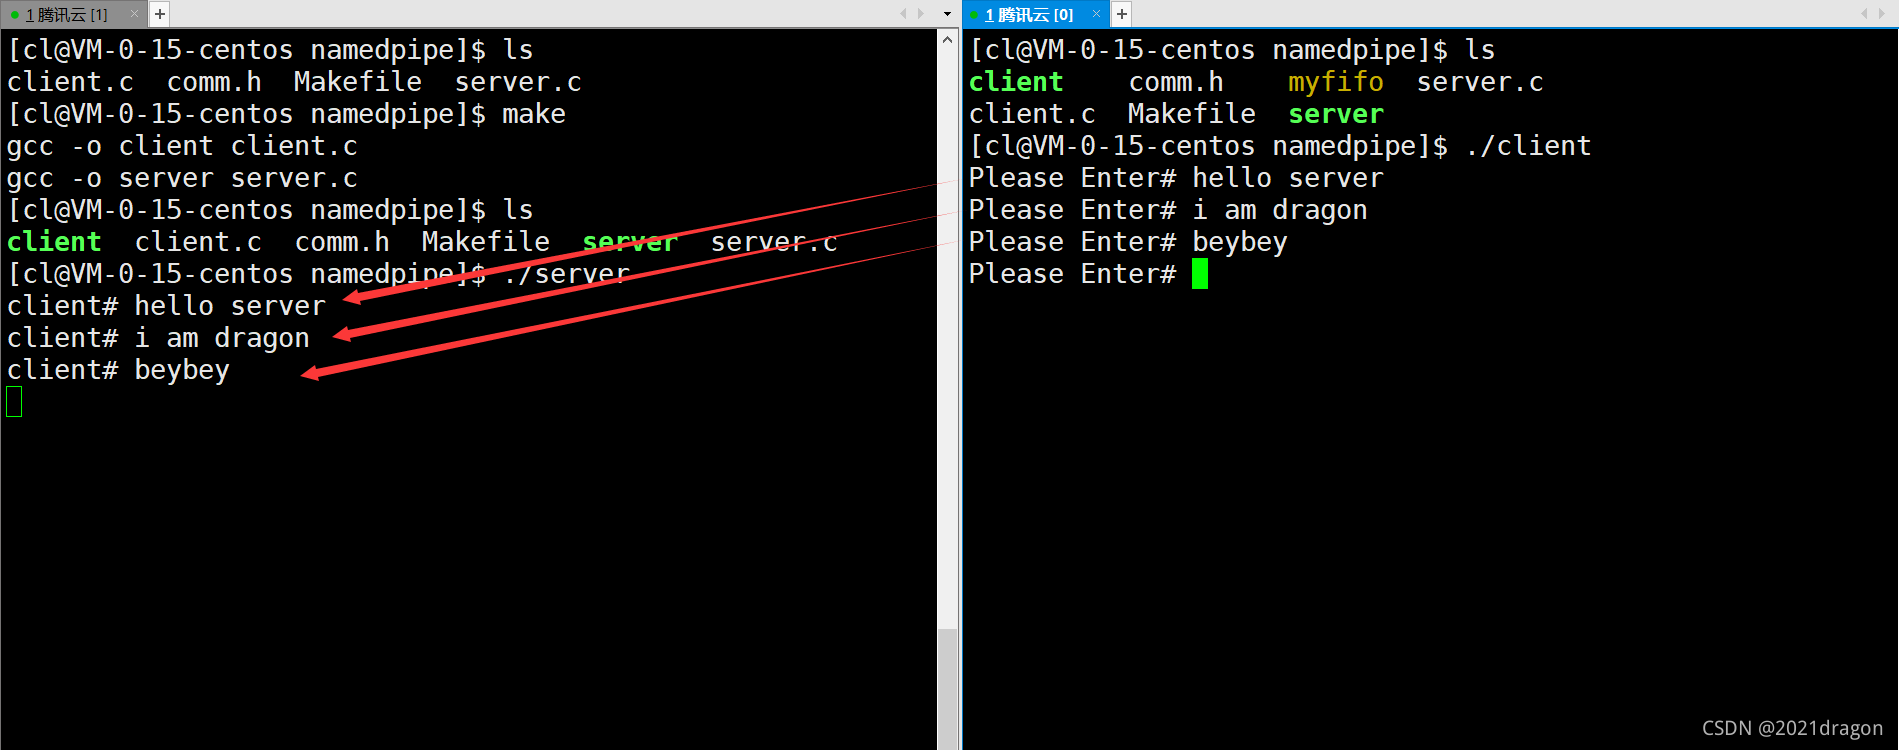 1 腾讯云 [1]
[cl@VM-0-15-centos namedpipe]$ ls
client.c  comm.h  Makefile  server.c
[cl@VM-0-15-centos namedpipe]$ make
gcc -o client client.c
gcc -o server server.c
[cl@VM-0-15-centos namedpipe]$ ls
client  client.c  comm.h  Makefile  server  server.c
[cl@VM-0-15-centos namedpipe]$ ./server
client# hello server
client# i am dragon
client# beybey
1 腾讯云 [0]
[cl@VM-0-15-centos namedpipe]$ ls
client    comm.h    myfifo  server.c
client.c  Makefile  server
[cl@VM-0-15-centos namedpipe]$ ./client
Please Enter# hello server
Please Enter# i am dragon
Please Enter# beybey
Please Enter#
CSDN @2021dragon